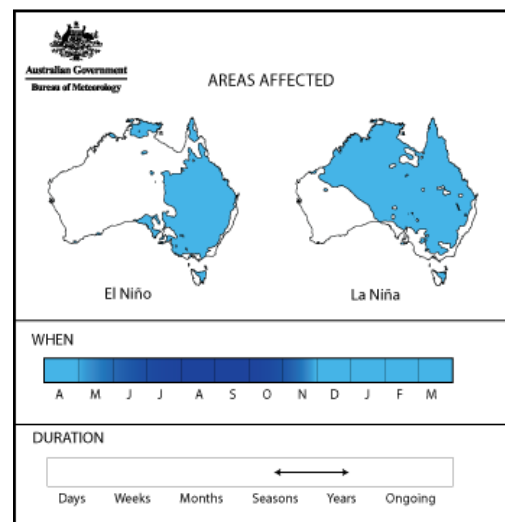 Australian Government
Bureau of Meteorology
AREAS AFFECTED
El Niño
La Niña
WHEN
A M J J A S O N D J F M
DURATION
Days Weeks Months Seasons Years Ongoing